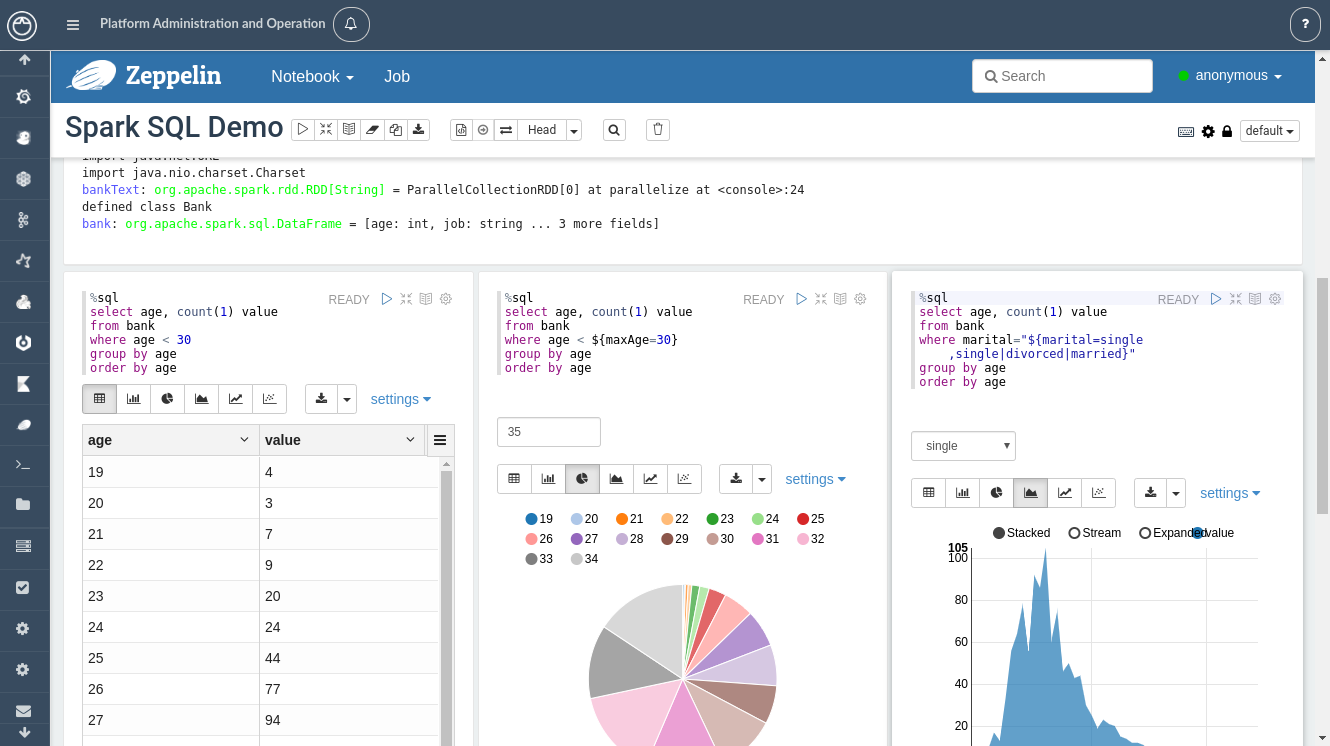 Platform Administration and Operation
?
Zeppelin
Notebook
Job
Search
anonymous
Spark SQL Demo
Head
default
import java.net.URL
import java.nio.charset.Charset
bankText: org.apache.spark.rdd.RDD[String] = ParallelCollectionRDD[0] at parallelize at <console>:24
defined class Bank
bank: org.apache.spark.sql.DataFrame = [age: int, job: string ... 3 more fields]
%sql
READY
select age, count(1) value
from bank
where age < 30
group by age
order by age
settings
age value
19 4
20 3
21 7
22 9
23 20
24 24
25 44
26 77
27 94
%sql
READY
select age, count(1) value
from bank
where age < ${maxAge=30}
group by age
order by age
35
settings
19 20 21 22 23 24 25
26 27 28 29 30 31 32
33 34
%sql
READY
select age, count(1) value
from bank
where marital="${marital=single
,single|divorced|married}"
group by age
order by age
single
settings
Stacked Stream Expanded value
105
100
80
60
40
20